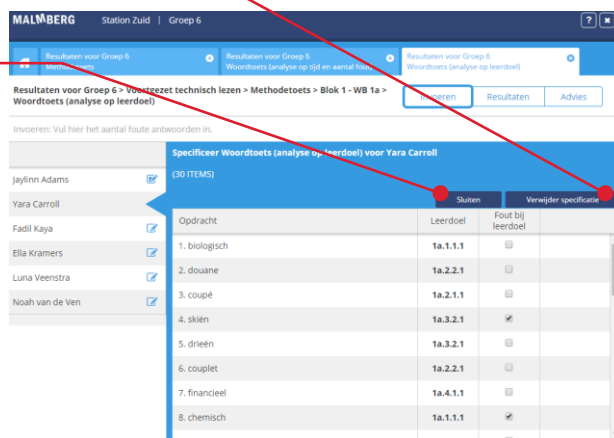 MALMBERG Station Zuid | Groep 6 ?
Resultaten voor Groep 6
Methodetoets
Resultaten voor Groep 6
Woordtoets (analyse op tijd en aantal fouten)
Resultaten voor Groep 6
Woordtoets (analyse op leerdoel)
Resultaten voor Groep 6 > Voortgezet technisch lezen > Methodetoets > Blok 1 - WB 1a >
Woordtoets (analyse op leerdoel)
Invoeren Resultaten Advies
Invoeren: Vul hier het aantal foute antwoorden in.
Specificeer Woordtoets (analyse op leerdoel) voor Yara Carroll
(30 ITEMS)
Jaylinn Adams
Yara Carroll
Fadil Kaya
Ella Kramers
Luna Veenstra
Noah van de Ven
Sluiten Verwijder specificatie
Opdracht Leerdoel Fout bij
leerdoel
1. biologisch 1a.1.1.1
2. douane 1a.2.2.1
3. coupé 1a.2.1.1
4. skiën 1a.3.2.1
5. drieën 1a.3.2.1
6. couplet 1a.2.2.1
7. financieel 1a.4.1.1
8. chemisch 1a.1.1.1